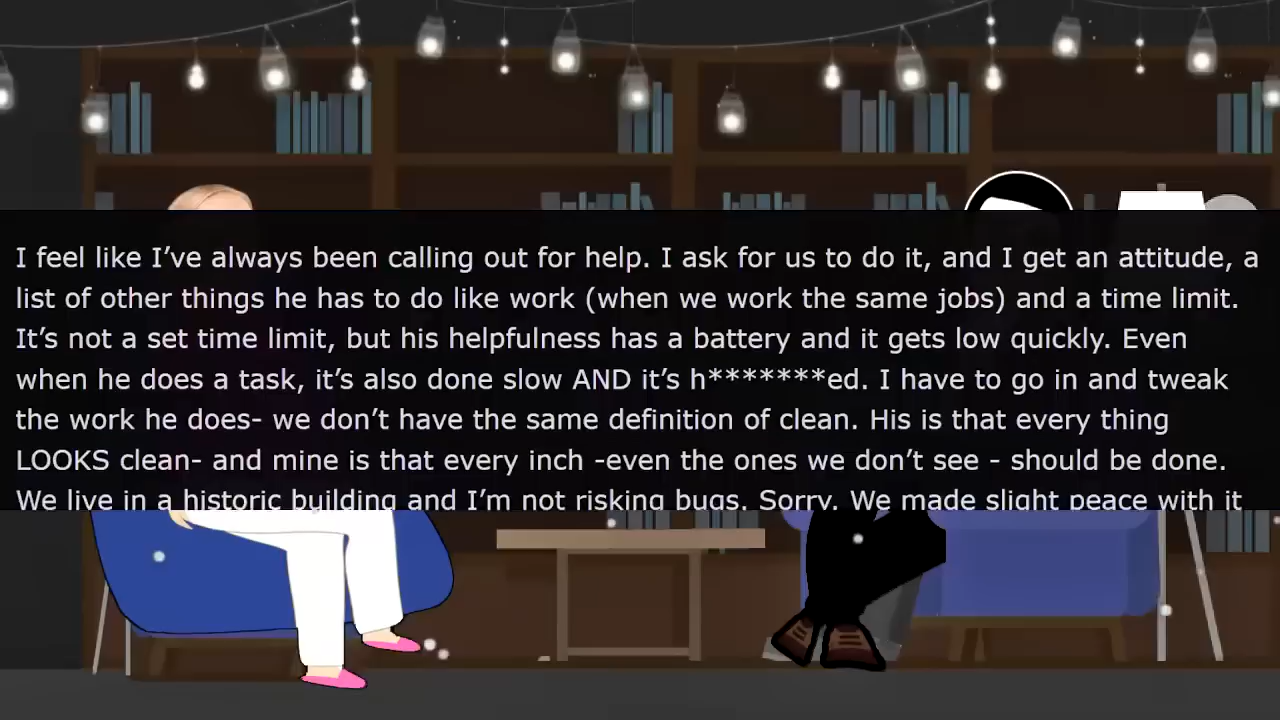 I feel like I’ve always been calling out for help. I ask for us to do it, and I get an attitude, a
list of other things he has to do like work (when we work the same jobs) and a time limit.
It’s not a set time limit, but his helpfulness has a battery and it gets low quickly. Even
when he does a task, it’s also done slow AND it’s h*******ed. I have to go in and tweak
the work he does- we don’t have the same definition of clean. His is that every thing
LOOKS clean- and mine is that every inch -even the ones we don’t see - should be done.
We live in a historic building and I’m not risking bugs. Sorry. We made slight peace with it